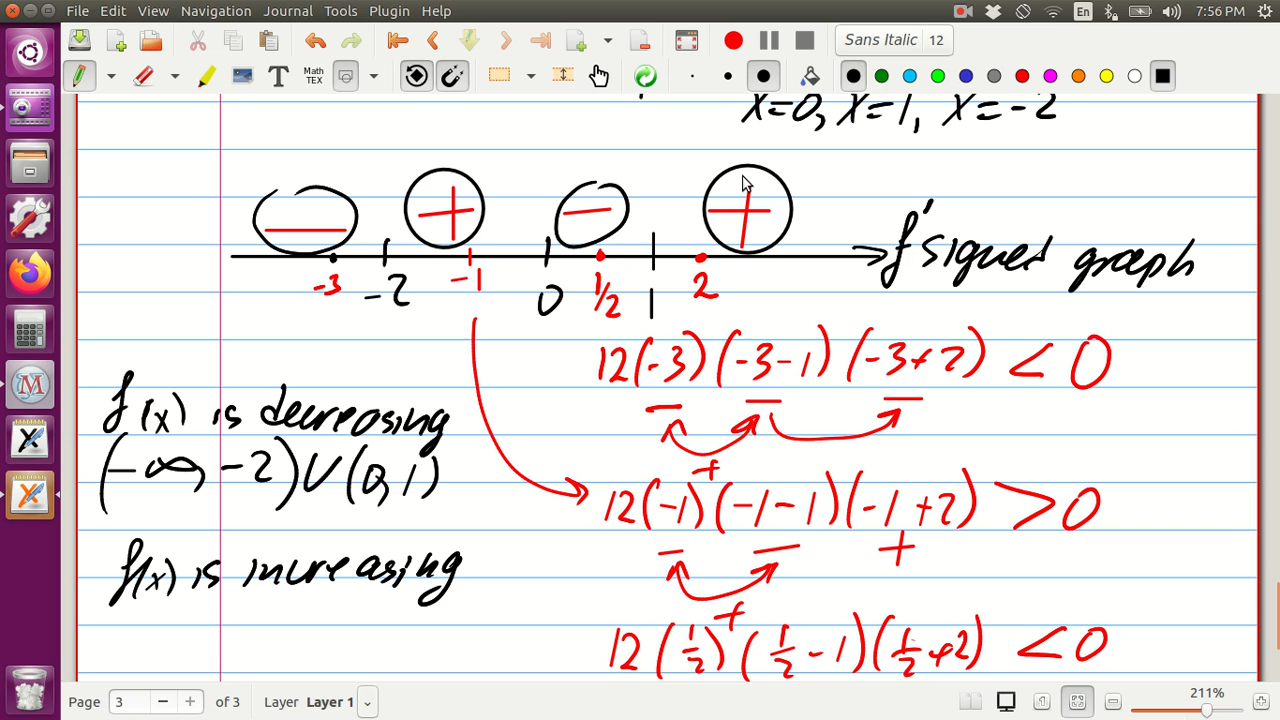 File Edit View Navigation Journal Tools Plugin Help En 7:56 PM
Sans Italic 12
Math TEX
x=0, x=1, x=-2
f' signed graph
-3 -2 -1 0 1/2 1 2
12(-3)(-3-1)(-3+2) < 0
f(x) is decreasing
+
(-∞, -2)∪(0,1)
12(-1)(-1-1)(-1+2) > 0
+
f(x) is increasing
+
12(1/2)(1/2-1)(1/2+2) < 0
Page 3 of 3 Layer Layer 1 211%